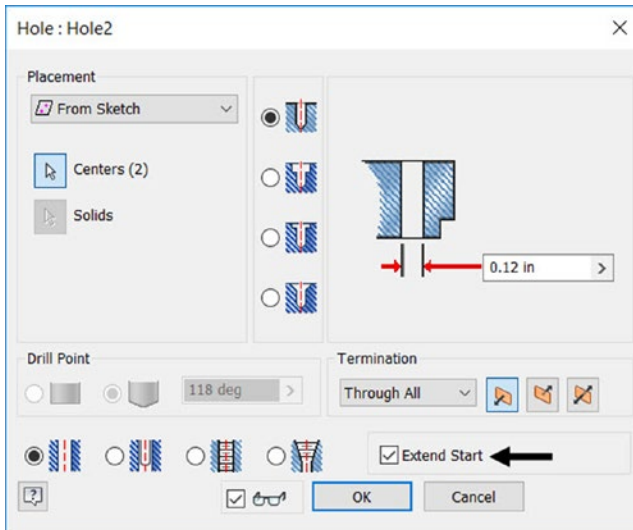 Hole : Hole2
Placement
From Sketch
Centers (2)
Solids
0.12 in
Drill Point
118 deg
Termination
Through All
Extend Start
OK
Cancel